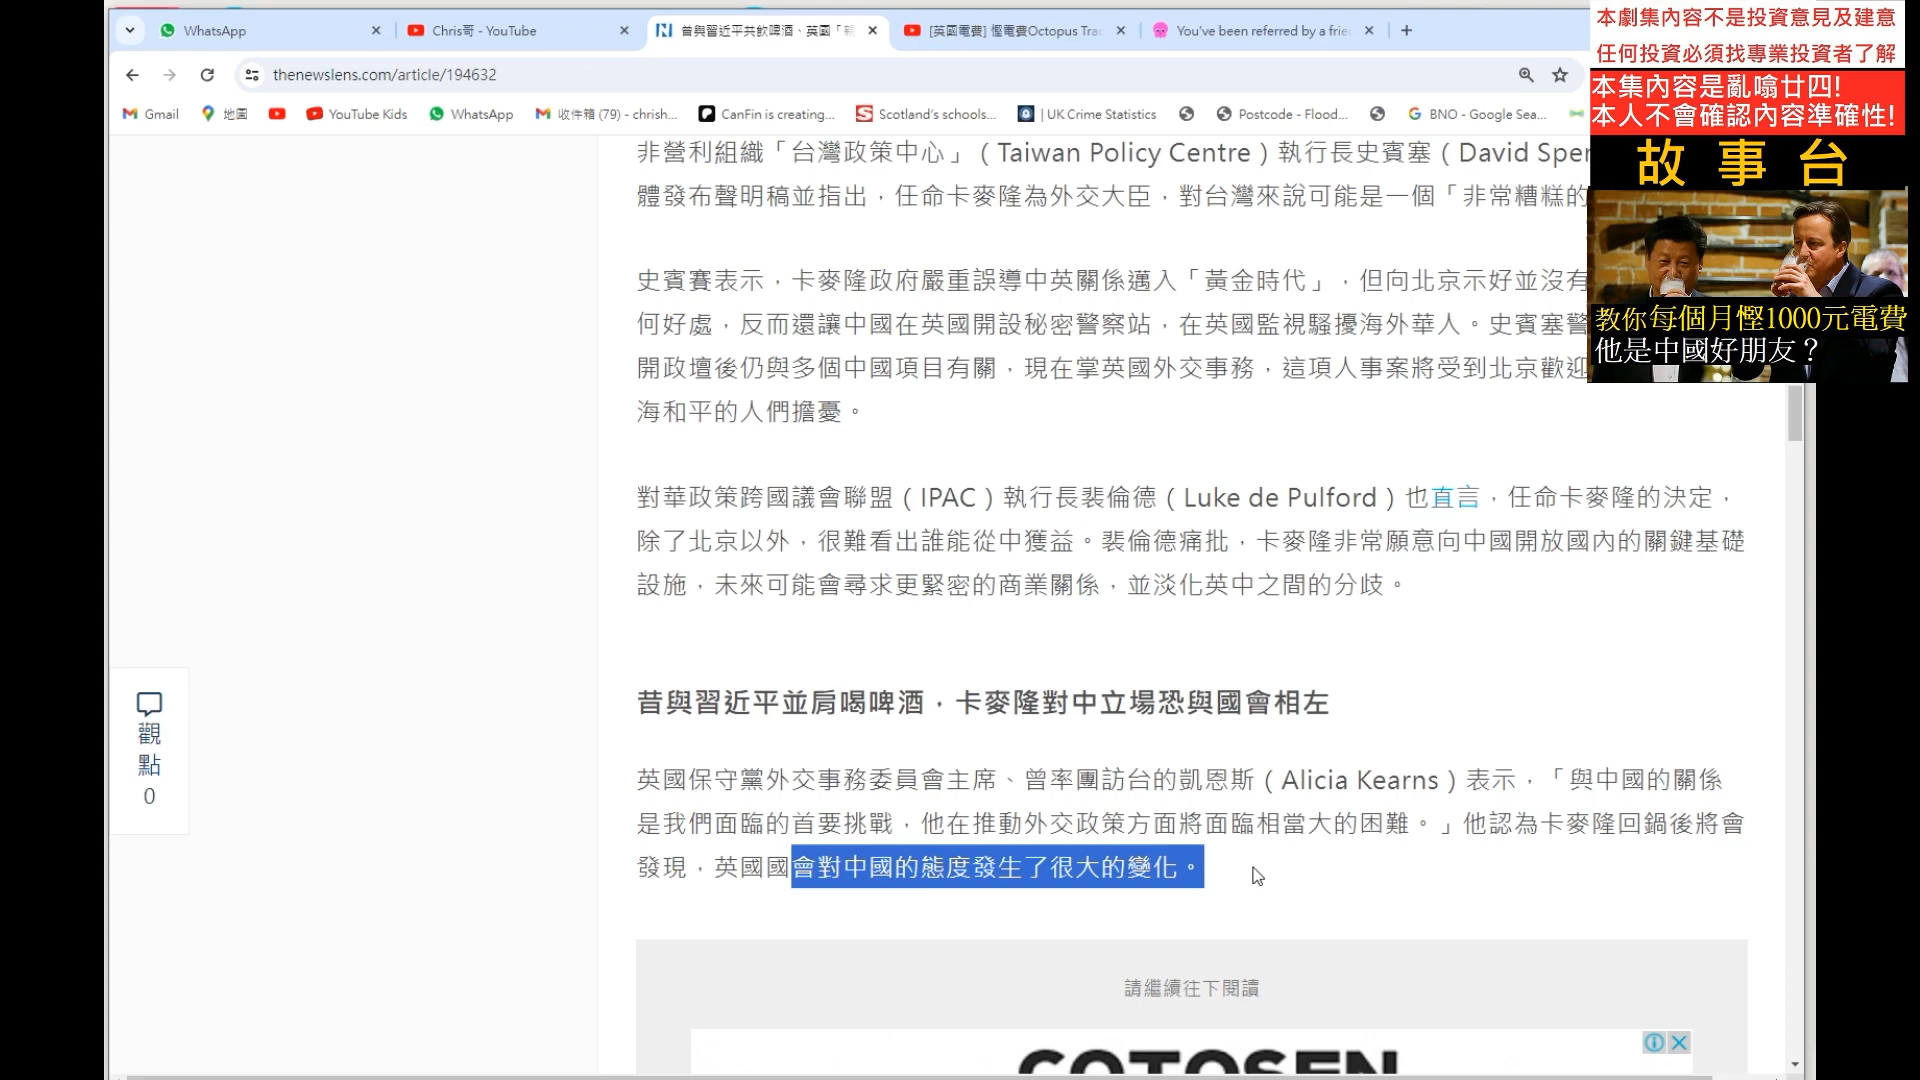 WhatsApp
Chris哥 - YouTube
昔與習近平共飲啤酒、英國「親
[英國電費] 慳電費Octopus Trac
You've been referred by a frie
thenewslens.com/article/194632
Gmail
地圖
YouTube Kids
WhatsApp
收件箱 (79) - chrish...
CanFin is creating...
Scotland's schools...
| UK Crime Statistics
Postcode - Flood...
BNO - Google Sea...
本劇集內容不是投資意見及建意
任何投資必須找專業投資者了解
本集內容是亂噏廿四!
本人不會確認內容準確性!
故事台
教你每個月慳1000元電費
他是中國好朋友？
非營利組織「台灣政策中心」（Taiwan Policy Centre）執行長史賓塞（David Spen
體發布聲明稿並指出，任命卡麥隆為外交大臣，對台灣來說可能是一個「非常糟糕的
史賓賽表示，卡麥隆政府嚴重誤導中英關係邁入「黃金時代」，但向北京示好並沒有
何好處，反而還讓中國在英國開設秘密警察站，在英國監視騷擾海外華人。史賓塞警
開政壇後仍與多個中國項目有關，現在掌英國外交事務，這項人事案將受到北京歡迎
海和平的人們擔憂。
對華政策跨國議會聯盟（IPAC）執行長裴倫德（Luke de Pulford）也直言，任命卡麥隆的決定，
除了北京以外，很難看出誰能從中獲益。裴倫德痛批，卡麥隆非常願意向中國開放國內的關鍵基礎
設施，未來可能會尋求更緊密的商業關係，並淡化英中之間的分歧。
昔與習近平並肩喝啤酒，卡麥隆對中立場恐與國會相左
英國保守黨外交事務委員會主席、曾率團訪台的凱恩斯（Alicia Kearns）表示，「與中國的關係
是我們面臨的首要挑戰，他在推動外交政策方面將面臨相當大的困難。」他認為卡麥隆回鍋後將會
發現，英國國會對中國的態度發生了很大的變化。
觀
點
0
請繼續往下閱讀
COTOSEN